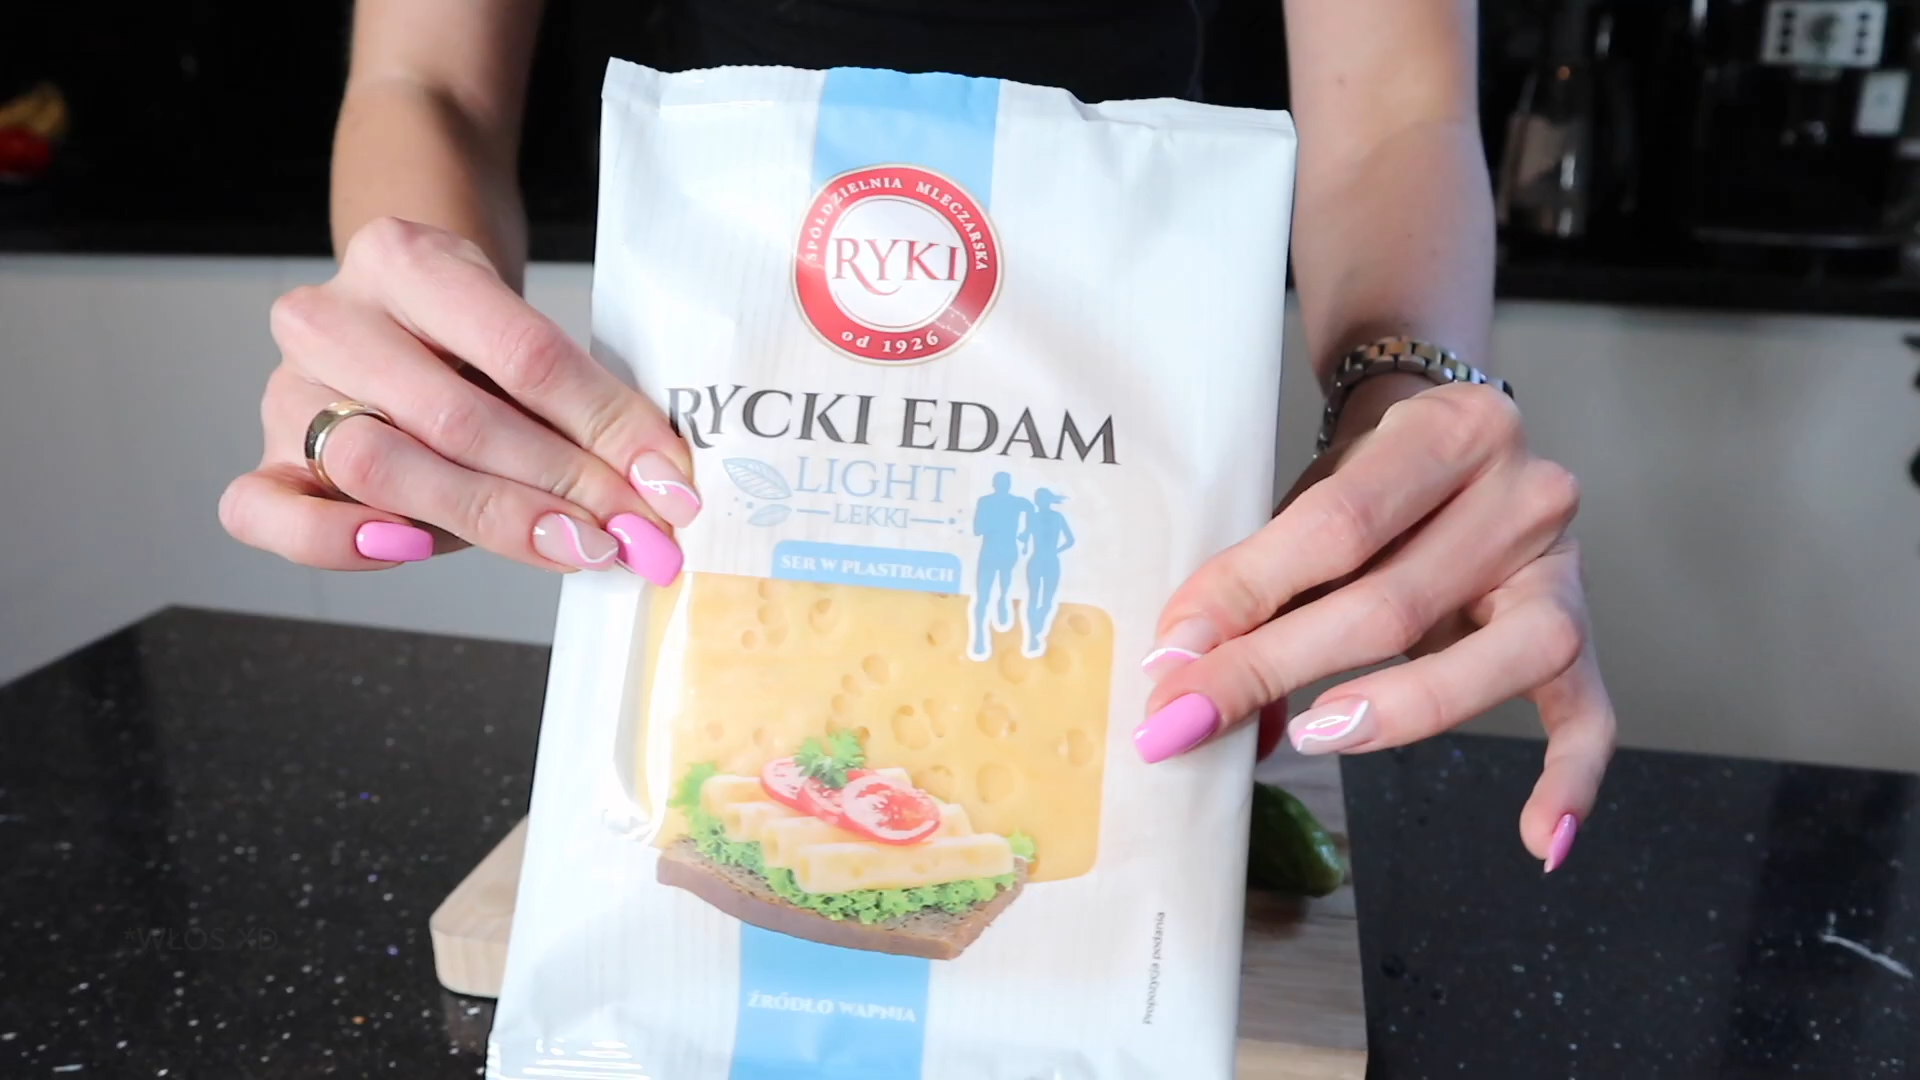 SPÓŁDZIELNIA MLECZARSKA
RYKI
od 1926
RYCKI EDAM
LIGHT
LEKKI
SER W PLASTRACH
ŹRÓDŁO WAPNIA
Propozycja podania
*WŁOS XD